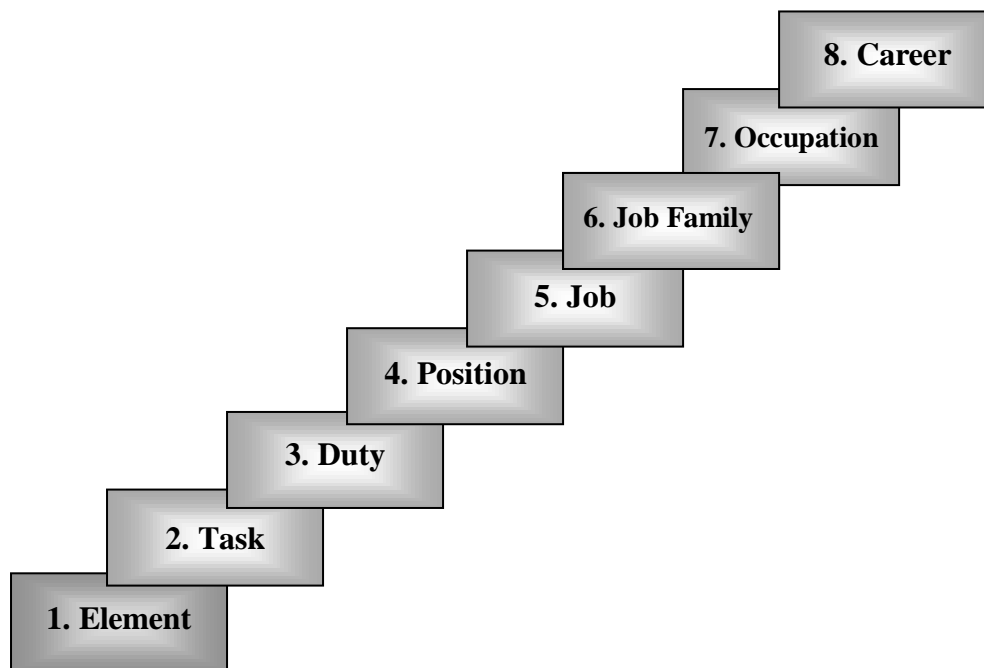 8. Career
7. Occupation
6. Job Family
5. Job
4. Position
3. Duty
2. Task
1. Element